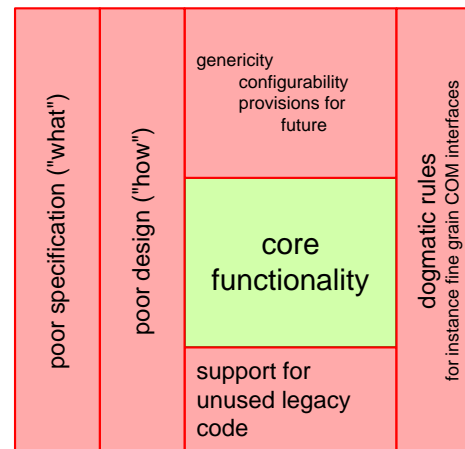 poor specification ("what")
poor design ("how")
genericity
configurability
provisions for
future
core
functionality
support for
unused legacy
code
dogmatic rules
for instance fine grain COM interfaces